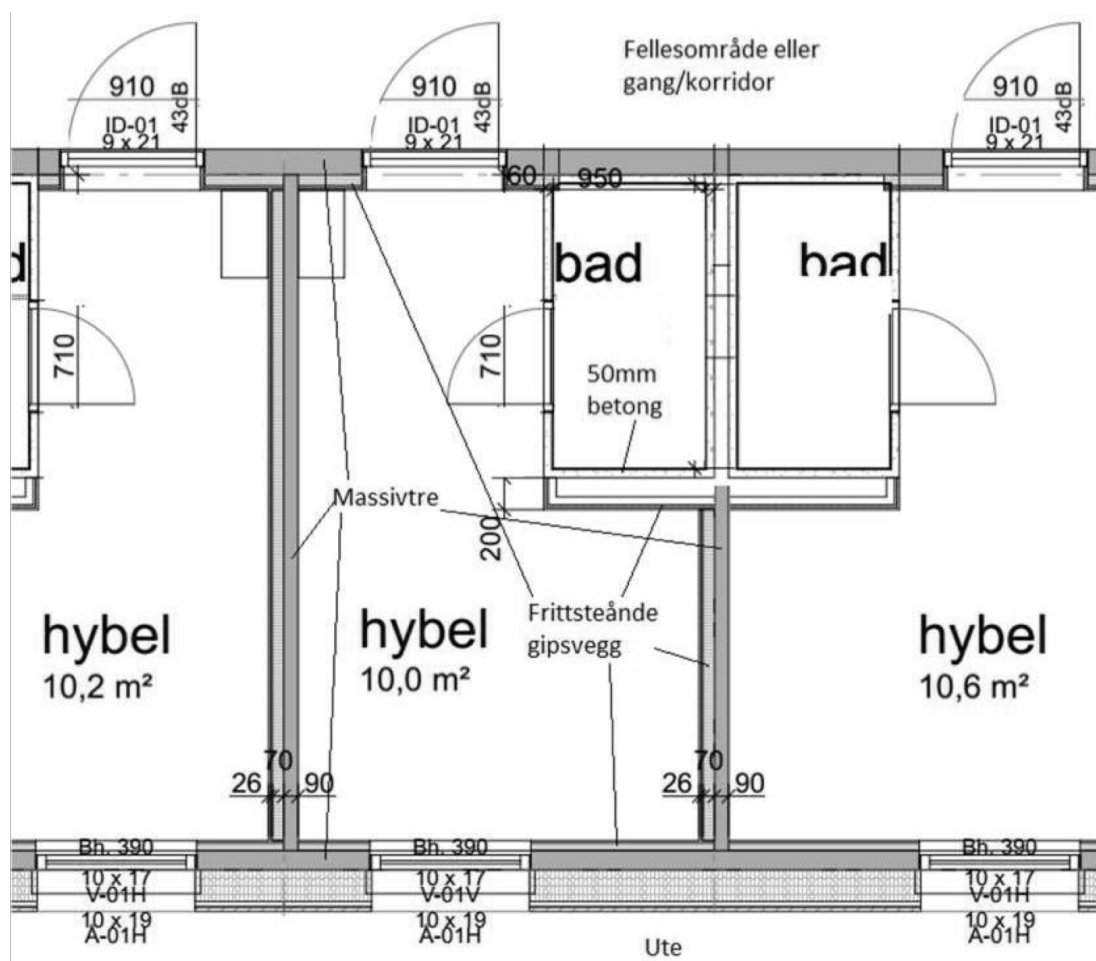 Fellesområde eller
gang/korridor
910
43dB
ID-01
9 x 21
910
43dB
ID-01
9 x 21
910
43dB
ID-01
9 x 21
60
950
d
bad
bad
710
710
50mm
betong
Massivtre
200
Frittsteånde
gipsvegg
hybel
10,2 m²
hybel
10,0 m²
hybel
10,6 m²
70
26
90
70
26
90
Bh. 390
10 x 17
V-01H
10 x 19
A-01H
Bh. 390
10 x 17
V-01V
10 x 19
A-01H
Bh. 390
10 x 17
V-01H
10 x 19
A-01H
Ute